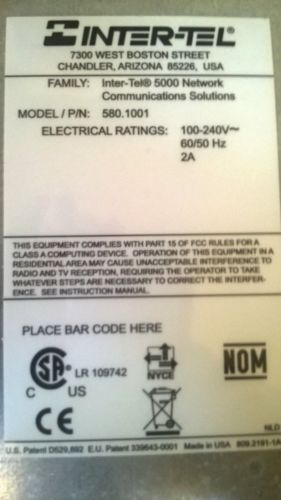 INTER-TEL®
7300 WEST BOSTON STREET
CHANDLER, ARIZONA 85226, USA
FAMILY: Inter-Tel® 5000 Network
Communications Solutions
MODEL / P/N: 580.1001
ELECTRICAL RATINGS: 100-240V~
60/50 Hz
2A
THIS EQUIPMENT COMPLIES WITH PART 15 OF FCC RULES FOR A
CLASS A COMPUTING DEVICE. OPERATION OF THIS EQUIPMENT IN A
RESIDENTIAL AREA MAY CAUSE UNACCEPTABLE INTERFERENCE TO
RADIO AND TV RECEPTION, REQUIRING THE OPERATOR TO TAKE
WHATEVER STEPS ARE NECESSARY TO CORRECT THE INTERFER-
ENCE. SEE INSTRUCTION MANUAL.
PLACE BAR CODE HERE
SA LR 109742 NYCE NOM
C US
CE
NLD
U.S. Patent D529,892 E.U. Patent 339643-0001 Made in USA 809.2191-1A